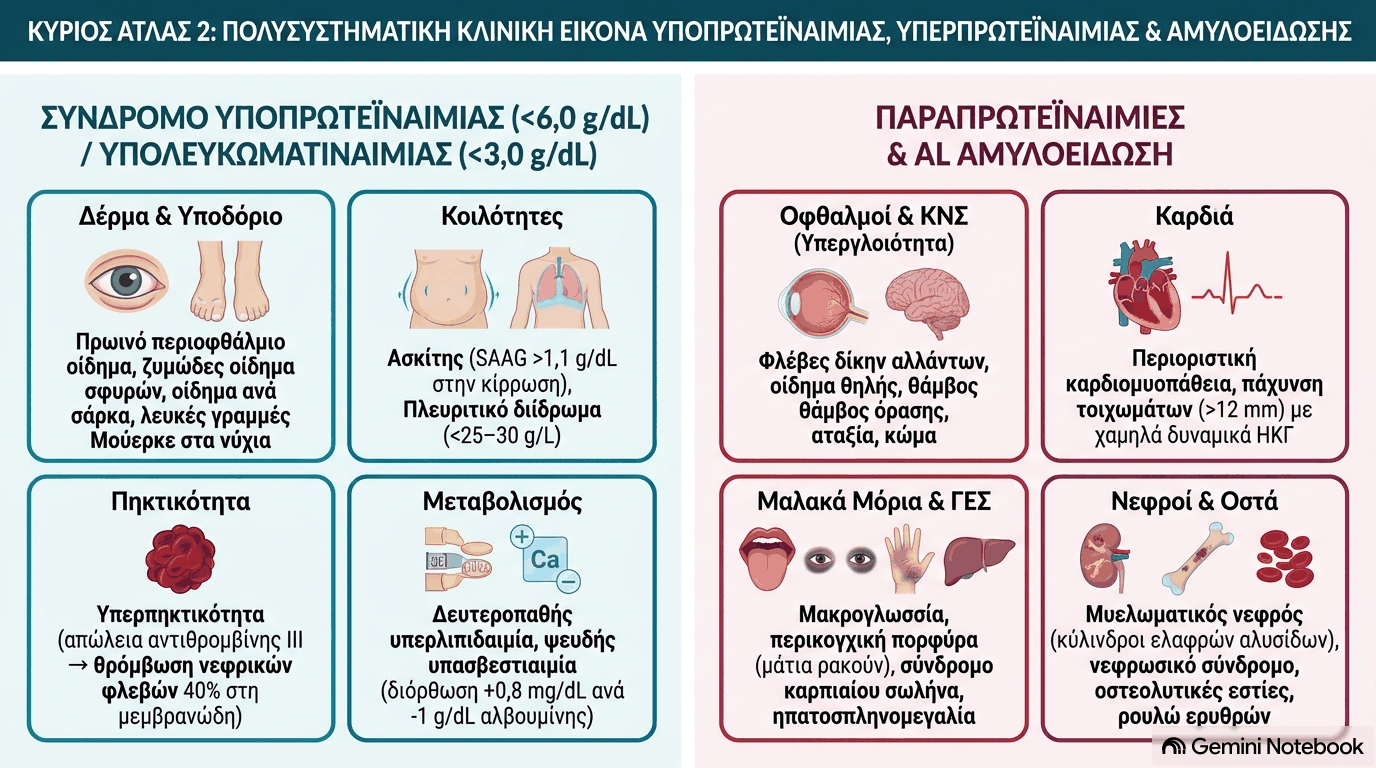 ΚΥΡΙΟΣ ΑΤΛΑΣ 2: ΠΟΛΥΣΥΣΤΗΜΑΤΙΚΗ ΚΛΙΝΙΚΗ ΕΙΚΟΝΑ ΥΠΟΠΡΩΤΕΪΝΑΙΜΙΑΣ, ΥΠΕΡΠΡΩΤΕΪΝΑΙΜΙΑΣ & ΑΜΥΛΟΕΙΔΩΣΗΣ
ΣΥΝΔΡΟΜΟ ΥΠΟΠΡΩΤΕΪΝΑΙΜΙΑΣ (<6,0 g/dL)
/ ΥΠΟΛΕΥΚΩΜΑΤΙΝΑΙΜΙΑΣ (<3,0 g/dL)
Δέρμα & Υποδόριο
Πρωινό περιοφθάλμιο
οίδημα, ζυμώδες οίδημα
σφυρών, οίδημα ανά
σάρκα, λευκές γραμμές
Μούερκε στα νύχια
Κοιλότητες
Ασκίτης (SAAG >1,1 g/dL
στην κίρρωση),
Πλευριτικό διίδρωμα
(<25–30 g/L)
Πηκτικότητα
Υπερπηκτικότητα
(απώλεια αντιθρομβίνης III
→ θρόμβωση νεφρικών
φλεβών 40% στη
μεμβρανώδη)
Μεταβολισμός
+
Ca
−
Δευτεροπαθής
υπερλιπιδαιμία, ψευδής
υπασβεστιαιμία
(διόρθωση +0,8 mg/dL ανά
-1 g/dL αλβουμίνης)
ΠΑΡΑΠΡΩΤΕΪΝΑΙΜΙΕΣ
& AL ΑΜΥΛΟΕΙΔΩΣΗ
Οφθαλμοί & ΚΝΣ
(Υπεργλοιότητα)
Φλέβες δίκην αλλάντων,
οίδημα θηλής, θάμβος
θάμβος όρασης,
αταξία, κώμα
Καρδιά
Περιοριστική
καρδιομυοπάθεια, πάχυνση
τοιχωμάτων (>12 mm) με
χαμηλά δυναμικά ΗΚΓ
Μαλακά Μόρια & ΓΕΣ
Μακρογλωσσία,
περικογχική πορφύρα
(μάτια ρακούν), σύνδρομο
καρπιαίου σωλήνα,
ηπατοσπληνομεγαλία
Νεφροί & Οστά
Μυελωματικός νεφρός
(κύλινδροι ελαφρών αλυσίδων),
νεφρωσικό σύνδρομο,
οστεολυτικές εστίες,
ρουλώ ερυθρών
Gemini Notebook